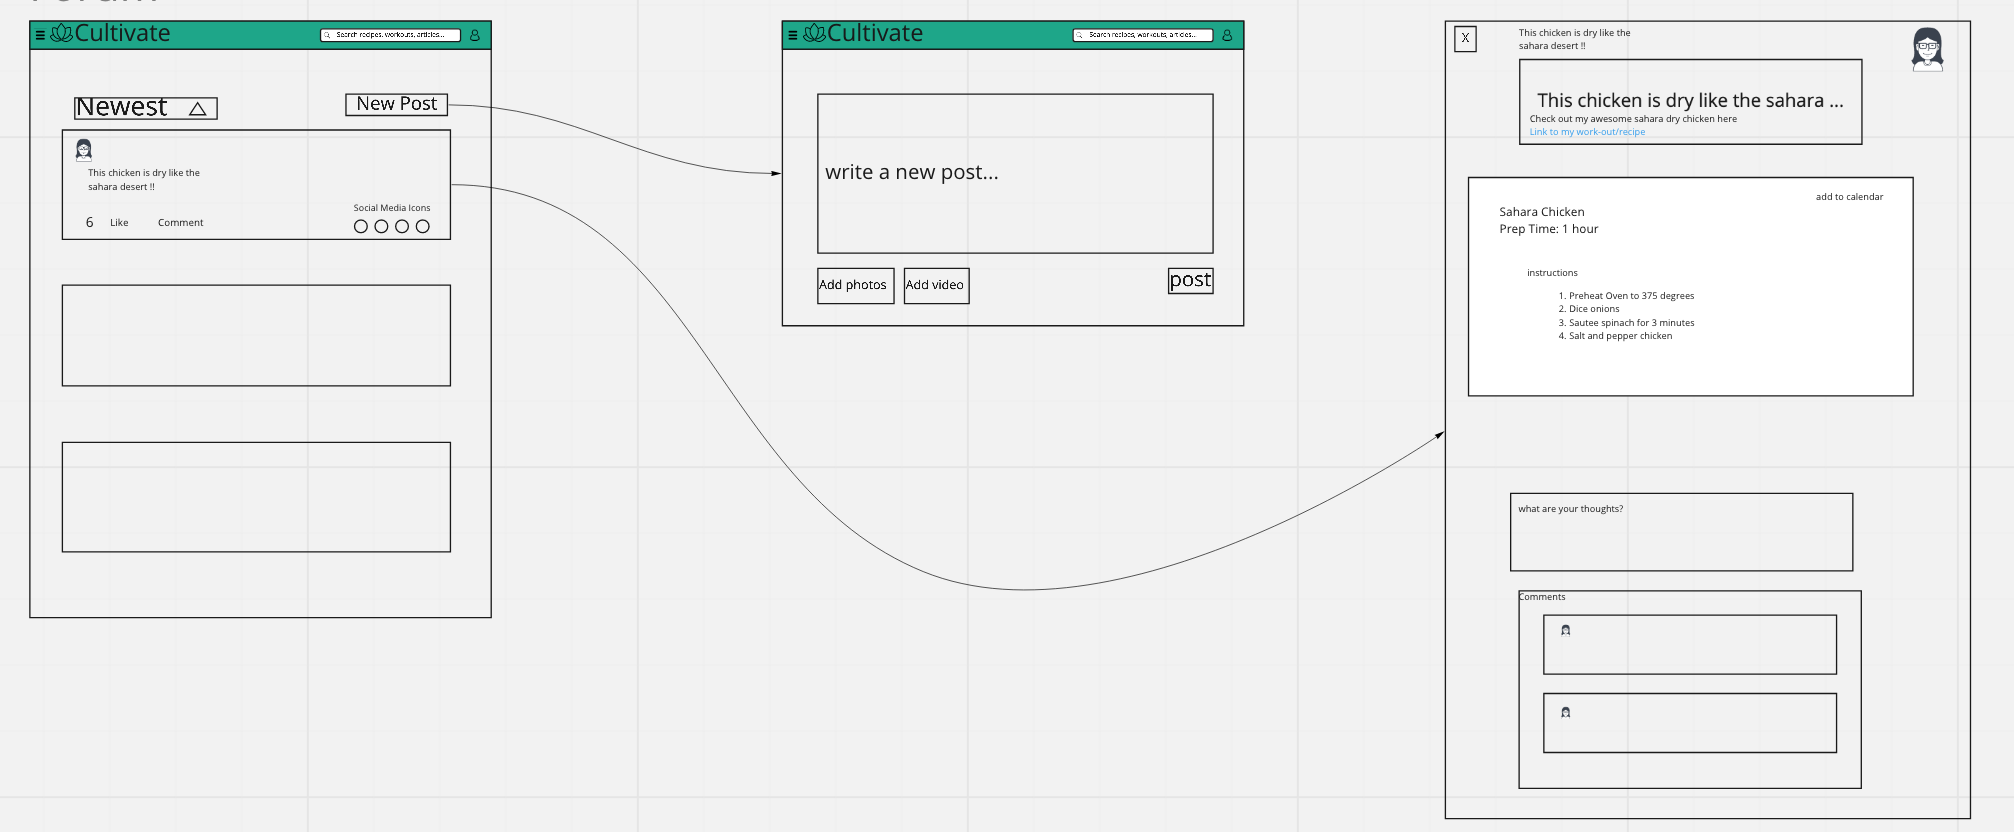 Cultivate
Search recipes, workouts, articles...
Newest
New Post
This chicken is dry like the
sahara desert !!
6 Like Comment
Social Media Icons
Cultivate
Search recipes, workouts, articles...
write a new post...
Add photos
Add video
post
X
This chicken is dry like the
sahara desert !!
This chicken is dry like the sahara ...
Check out my awesome sahara dry chicken here
Link to my work-out/recipe
add to calendar
Sahara Chicken
Prep Time: 1 hour
instructions
1. Preheat Oven to 375 degrees
2. Dice onions
3. Sautee spinach for 3 minutes
4. Salt and pepper chicken
what are your thoughts?
Comments